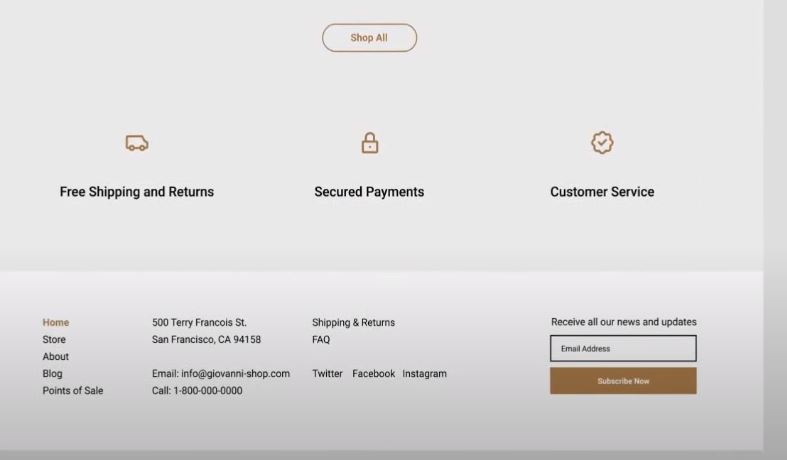 Shop All
Free Shipping and Returns
Secured Payments
Customer Service
Home
Store
About
Blog
Points of Sale
500 Terry Francois St.
San Francisco, CA 94158
Email: info@giovanni-shop.com
Call: 1-800-000-0000
Shipping & Returns
FAQ
Twitter Facebook Instagram
Receive all our news and updates
Email Address
Subscribe Now